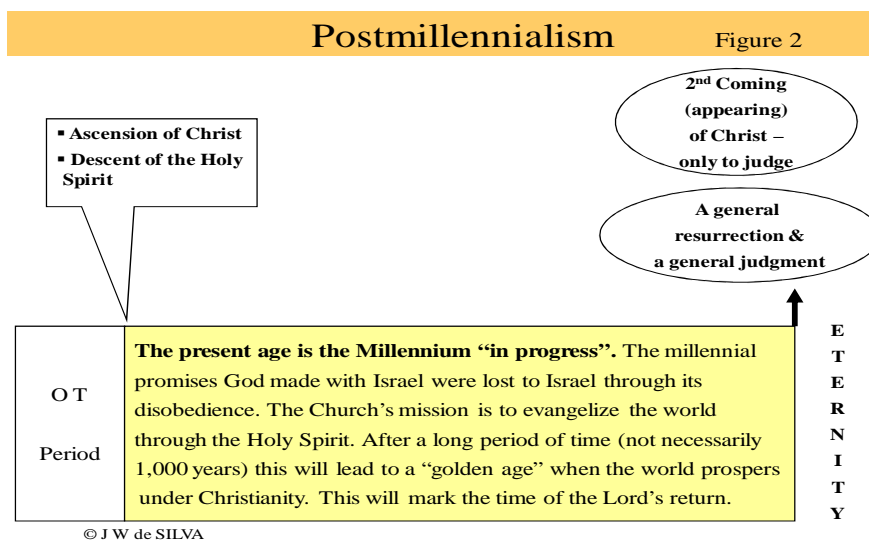 Postmillennialism Figure 2
2nd Coming
(appearing)
of Christ –
only to judge
▪ Ascension of Christ
▪ Descent of the Holy
Spirit
A general
resurrection &
a general judgment
O T
Period
The present age is the Millennium “in progress”. The millennial
promises God made with Israel were lost to Israel through its
disobedience. The Church’s mission is to evangelize the world
through the Holy Spirit. After a long period of time (not necessarily
1,000 years) this will lead to a “golden age” when the world prospers
under Christianity. This will mark the time of the Lord’s return.
E
T
E
R
N
I
T
Y
© J W de SILVA